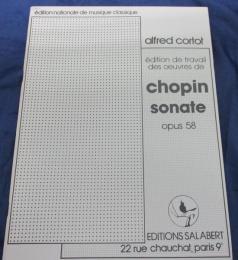 édition nationale de musique classique
alfred cortot
édition de travail
des oeuvres de
chopin
sonate
opus 58
EDITIONS SALABERT
22 rue chauchat, paris 9e